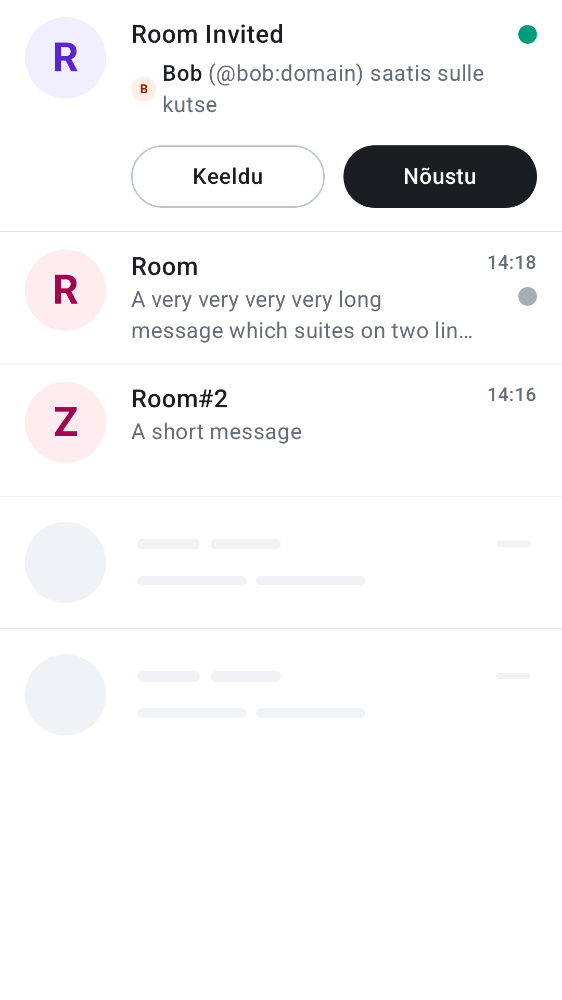 R
Room Invited
B
Bob (@bob:domain) saatis sulle
kutse
Keeldu
Nõustu
R
Room
14:18
A very very very very long
message which suites on two lin…
Z
Room#2
14:16
A short message